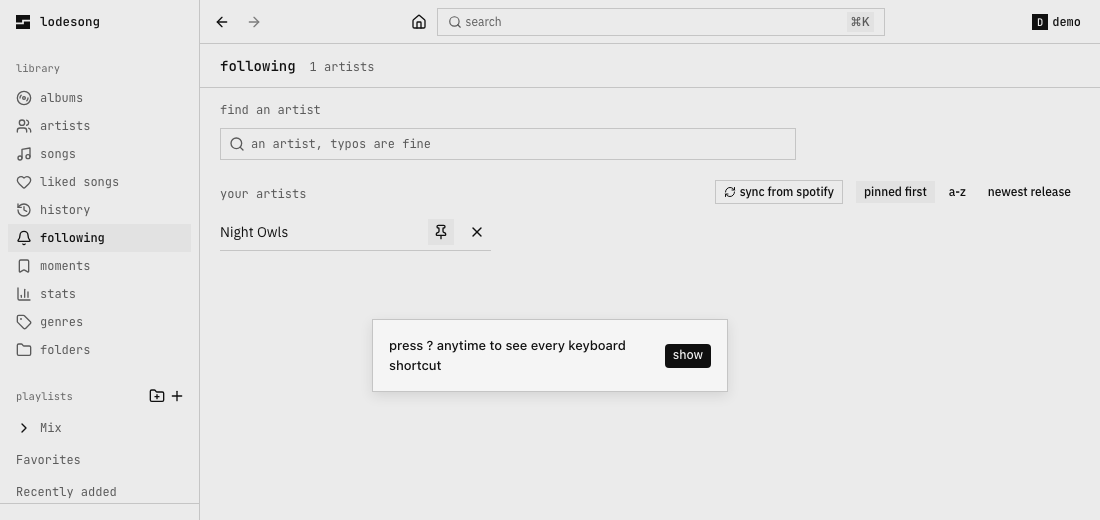 lodesong
search
⌘K
D demo
library
albums
artists
songs
liked songs
history
following
moments
stats
genres
folders
playlists
Mix
Favorites
Recently added
following 1 artists
find an artist
an artist, typos are fine
your artists
sync from spotify
pinned first
a-z
newest release
Night Owls
press ? anytime to see every keyboard
shortcut
show